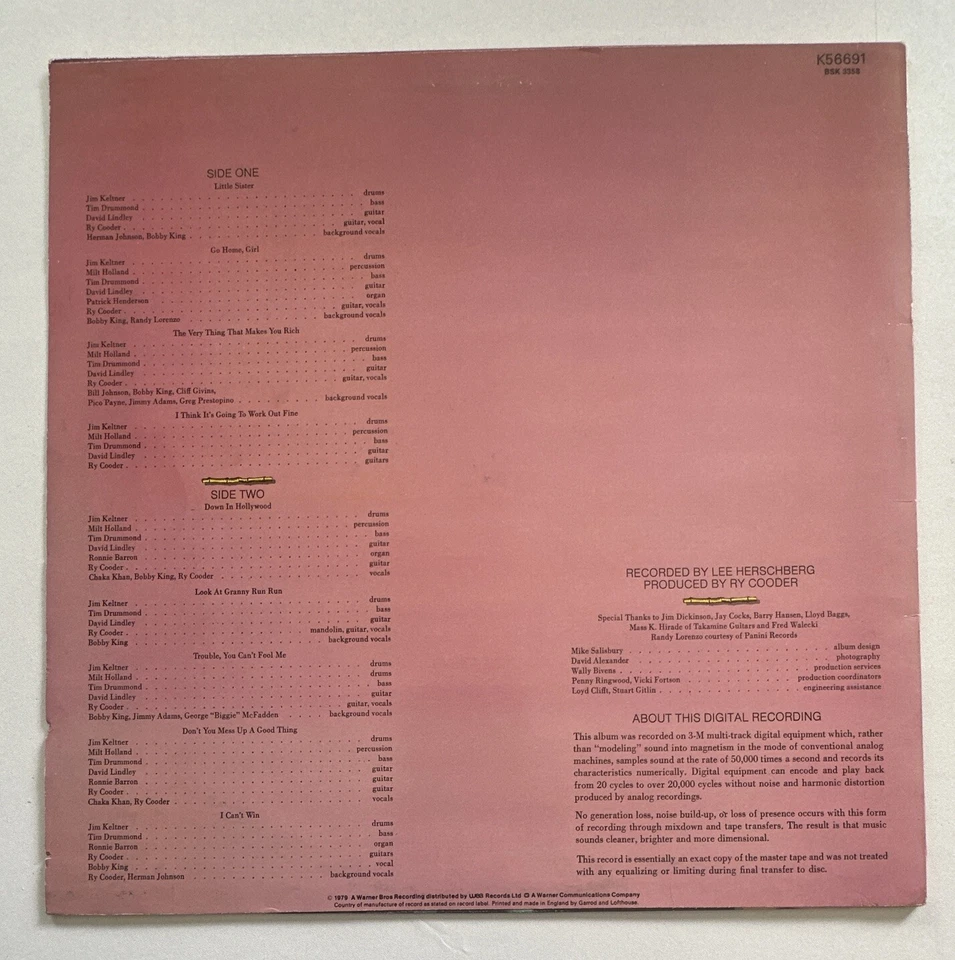 K56691
BSK 3358
SIDE ONE
Little Sister
Jim Keltner . . . . . . . . . . drums
Tim Drummond . . . . . . . . . . bass
David Lindley . . . . . . . . . . guitar
Ry Cooder . . . . . . . . . . guitar, vocal
Herman Johnson, Bobby King . . . . . . . . . . background vocals
Go Home, Girl
Jim Keltner . . . . . . . . . . drums
Milt Holland . . . . . . . . . . percussion
Tim Drummond . . . . . . . . . . bass
David Lindley . . . . . . . . . . guitar
Patrick Henderson . . . . . . . . . . organ
Ry Cooder . . . . . . . . . . guitar, vocals
Bobby King, Randy Lorenzo . . . . . . . . . . background vocals
The Very Thing That Makes You Rich
Jim Keltner . . . . . . . . . . drums
Milt Holland . . . . . . . . . . percussion
Tim Drummond . . . . . . . . . . bass
David Lindley . . . . . . . . . . guitar
Ry Cooder . . . . . . . . . . guitar, vocals
Bill Johnson, Bobby King, Cliff Givins,
Pico Payne, Jimmy Adams, Greg Prestopino . . . . . . . . . . background vocals
I Think It's Going To Work Out Fine
Jim Keltner . . . . . . . . . . drums
Milt Holland . . . . . . . . . . percussion
Tim Drummond . . . . . . . . . . bass
David Lindley . . . . . . . . . . guitar
Ry Cooder . . . . . . . . . . guitars
SIDE TWO
Down In Hollywood
Jim Keltner . . . . . . . . . . drums
Milt Holland . . . . . . . . . . percussion
Tim Drummond . . . . . . . . . . bass
David Lindley . . . . . . . . . . guitar
Ronnie Barron . . . . . . . . . . organ
Ry Cooder . . . . . . . . . . guitar
Chaka Khan, Bobby King, Ry Cooder . . . . . . . . . . vocals
Look At Granny Run Run
Jim Keltner . . . . . . . . . . drums
Tim Drummond . . . . . . . . . . bass
David Lindley . . . . . . . . . . guitar
Ry Cooder . . . . . . . . . . mandolin, guitar, vocals
Bobby King . . . . . . . . . . background vocals
Trouble, You Can't Fool Me
Jim Keltner . . . . . . . . . . drums
Milt Holland . . . . . . . . . . drums
Tim Drummond . . . . . . . . . . bass
David Lindley . . . . . . . . . . guitar
Ry Cooder . . . . . . . . . . guitar, vocals
Bobby King, Jimmy Adams, George "Biggie" McFadden . . . . . background vocals
Don't You Mess Up A Good Thing
Jim Keltner . . . . . . . . . . drums
Milt Holland . . . . . . . . . . percussion
Tim Drummond . . . . . . . . . . bass
David Lindley . . . . . . . . . . guitar
Ronnie Barron . . . . . . . . . . guitar
Ry Cooder . . . . . . . . . . guitar
Chaka Khan, Ry Cooder . . . . . . . . . . vocals
I Can't Win
Jim Keltner . . . . . . . . . . drums
Tim Drummond . . . . . . . . . . bass
Ronnie Barron . . . . . . . . . . organ
Ry Cooder . . . . . . . . . . guitars
Bobby King . . . . . . . . . . vocal
Ry Cooder, Herman Johnson . . . . . . . . . . background vocals
RECORDED BY LEE HERSCHBERG
PRODUCED BY RY COODER
Special Thanks to Jim Dickinson, Jay Cocks, Barry Hansen, Lloyd Baggs,
Mass K. Hirade of Takamine Guitars and Fred Walecki
Randy Lorenzo courtesy of Panini Records
Mike Salisbury . . . . . . . . . . album design
David Alexander . . . . . . . . . . photography
Wally Bivens . . . . . . . . . . production services
Penny Ringwood, Vicki Fortson . . . . . . . . . . production coordinators
Loyd Clifft, Stuart Gitlin . . . . . . . . . . engineering assistance
ABOUT THIS DIGITAL RECORDING
This album was recorded on 3-M multi-track digital equipment which, rather
than "modeling" sound into magnetism in the mode of conventional analog
machines, samples sound at the rate of 50,000 times a second and records its
characteristics numerically. Digital equipment can encode and play back
from 20 cycles to over 20,000 cycles without noise and harmonic distortion
produced by analog recordings.
No generation loss, noise build-up, or loss of presence occurs with this form
of recording through mixdown and tape transfers. The result is that music
sounds cleaner, brighter and more dimensional.
This record is essentially an exact copy of the master tape and was not treated
with any equalizing or limiting during final transfer to disc.
© 1979 A Warner Bros Recording distributed by WEA Records Ltd. A Warner Communications Company
Country of manufacture of record as stated on record label. Printed and made in England by Garrod and Lofthouse.